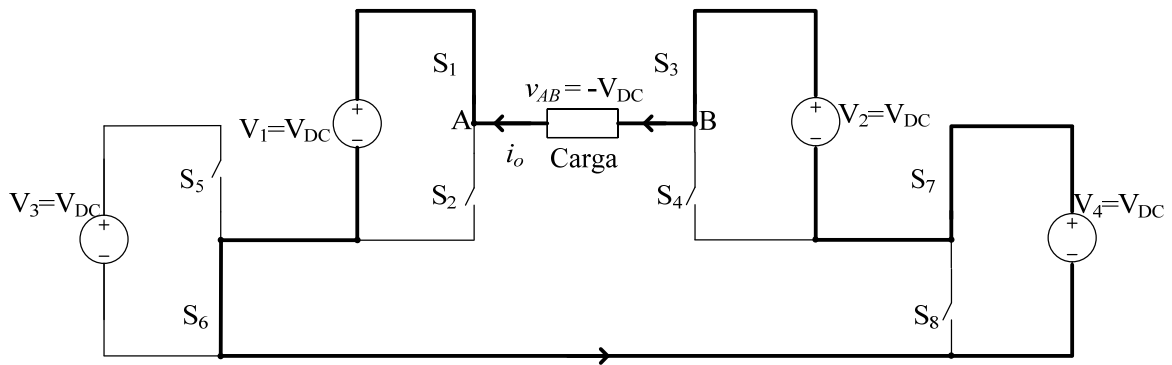 S1
S3
vAB = -VDC
V1=VDC
A
B
V2=VDC
io
Carga
S5
S2
S4
S7
V3=VDC
V4=VDC
S6
S8